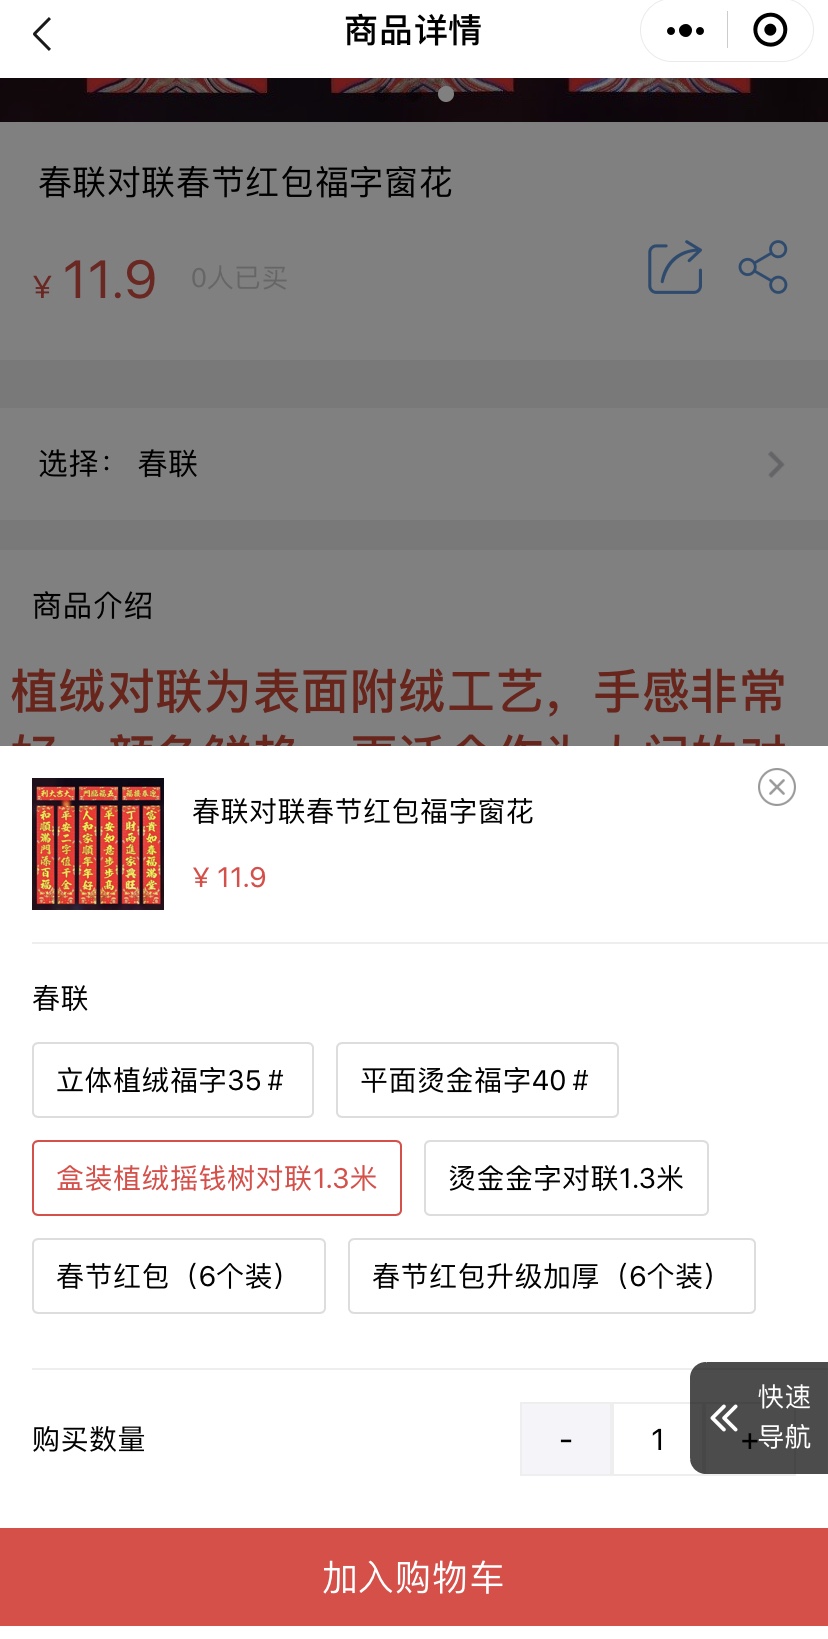 商品详情
春联对联春节红包福字窗花
¥ 11.9 0人已买
选择： 春联
商品介绍
植绒对联为表面附绒工艺，手感非常
春联对联春节红包福字窗花
¥ 11.9
春联
立体植绒福字35＃ 平面烫金福字40＃
盒装植绒摇钱树对联1.3米 烫金金字对联1.3米
春节红包（6个装） 春节红包升级加厚（6个装）
快速
导航
购买数量 - 1 +
加入购物车